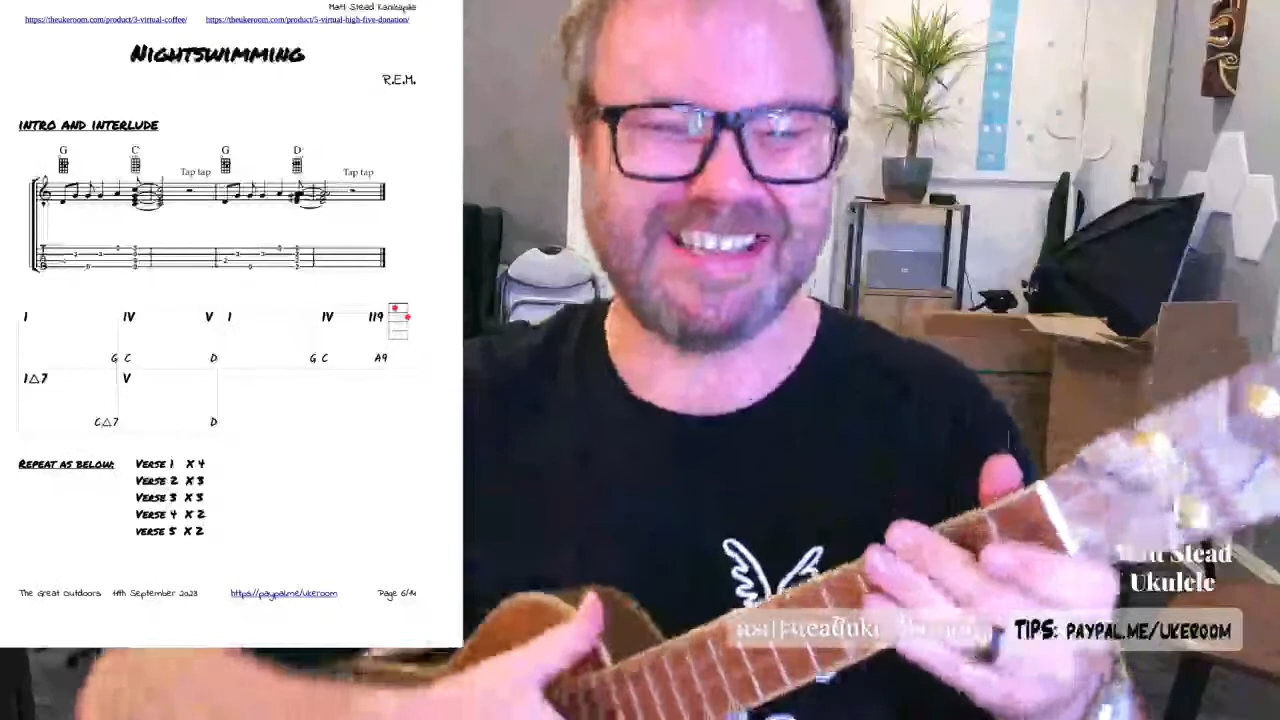 Matt Stead Karaoke
https://theukeroom.com/product/3-virtual-coffee/ https://theukeroom.com/product/5-virtual-high-five-donation/
Nightswimming
R.E.M.
INTRO AND INTERLUDE
G C G D
Tap tap Tap tap
I IV V I IV II9
G C D G C A9
I△7 V
C△7 D
REPEAT AS BELOW: VERSE 1 X 4
VERSE 2 X 3
VERSE 3 X 3
VERSE 4 X 2
VERSE 5 X 2
The Great Outdoors 11th September 2023 https://paypal.me/ukeroom Page 6/14
Stead
Ukulele
TIPS: PAYPAL.ME/UKEROOM